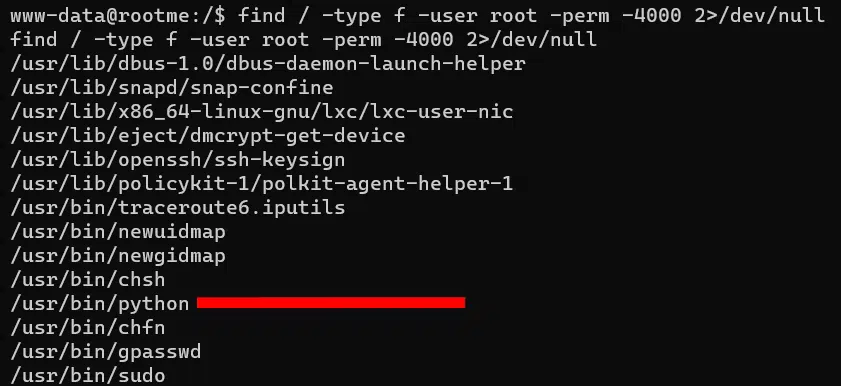 www-data@rootme:/$ find / -type f -user root -perm -4000 2>/dev/null
find / -type f -user root -perm -4000 2>/dev/null
/usr/lib/dbus-1.0/dbus-daemon-launch-helper
/usr/lib/snapd/snap-confine
/usr/lib/x86_64-linux-gnu/lxc/lxc-user-nic
/usr/lib/eject/dmcrypt-get-device
/usr/lib/openssh/ssh-keysign
/usr/lib/policykit-1/polkit-agent-helper-1
/usr/bin/traceroute6.iputils
/usr/bin/newuidmap
/usr/bin/newgidmap
/usr/bin/chsh
/usr/bin/python
/usr/bin/chfn
/usr/bin/gpasswd
/usr/bin/sudo